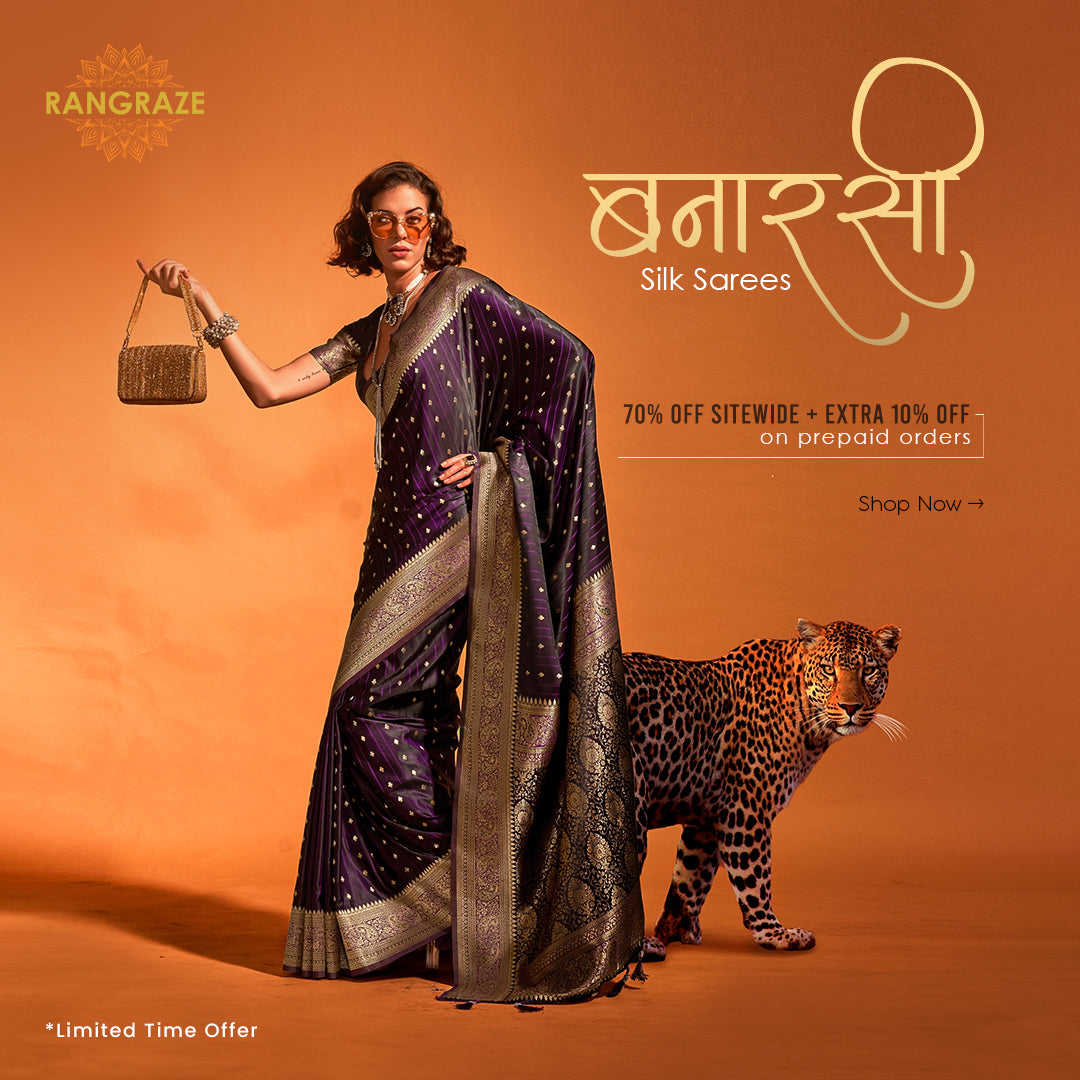 RANGRAZE
बनारसी
Silk Sarees
70% OFF SITEWIDE + EXTRA 10% OFF
on prepaid orders
Shop Now →
*Limited Time Offer